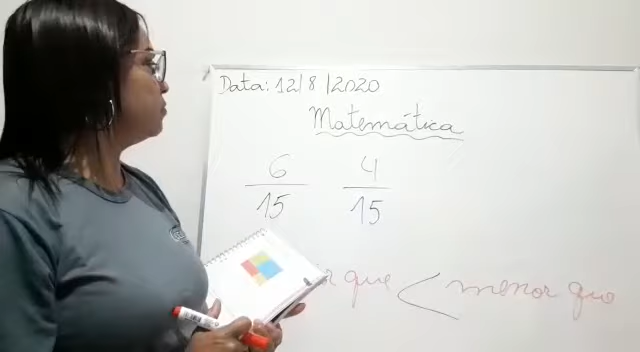 Data: 12/8/2020
Matemática
6 4
15 15
r que < menor que